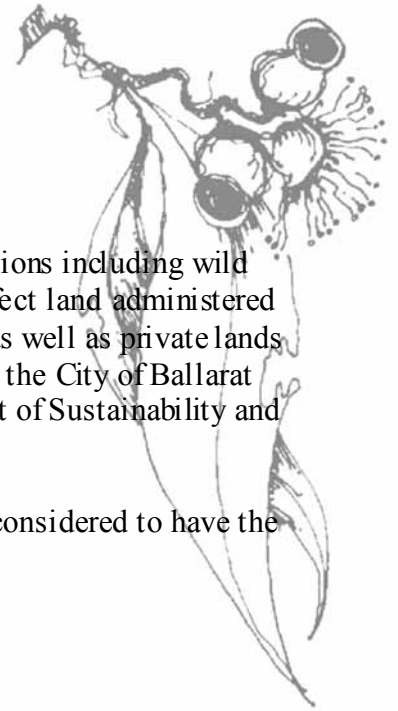 ions including wild
fect land administered
s well as private lands
the City of Ballarat
t of Sustainability and
considered to have the